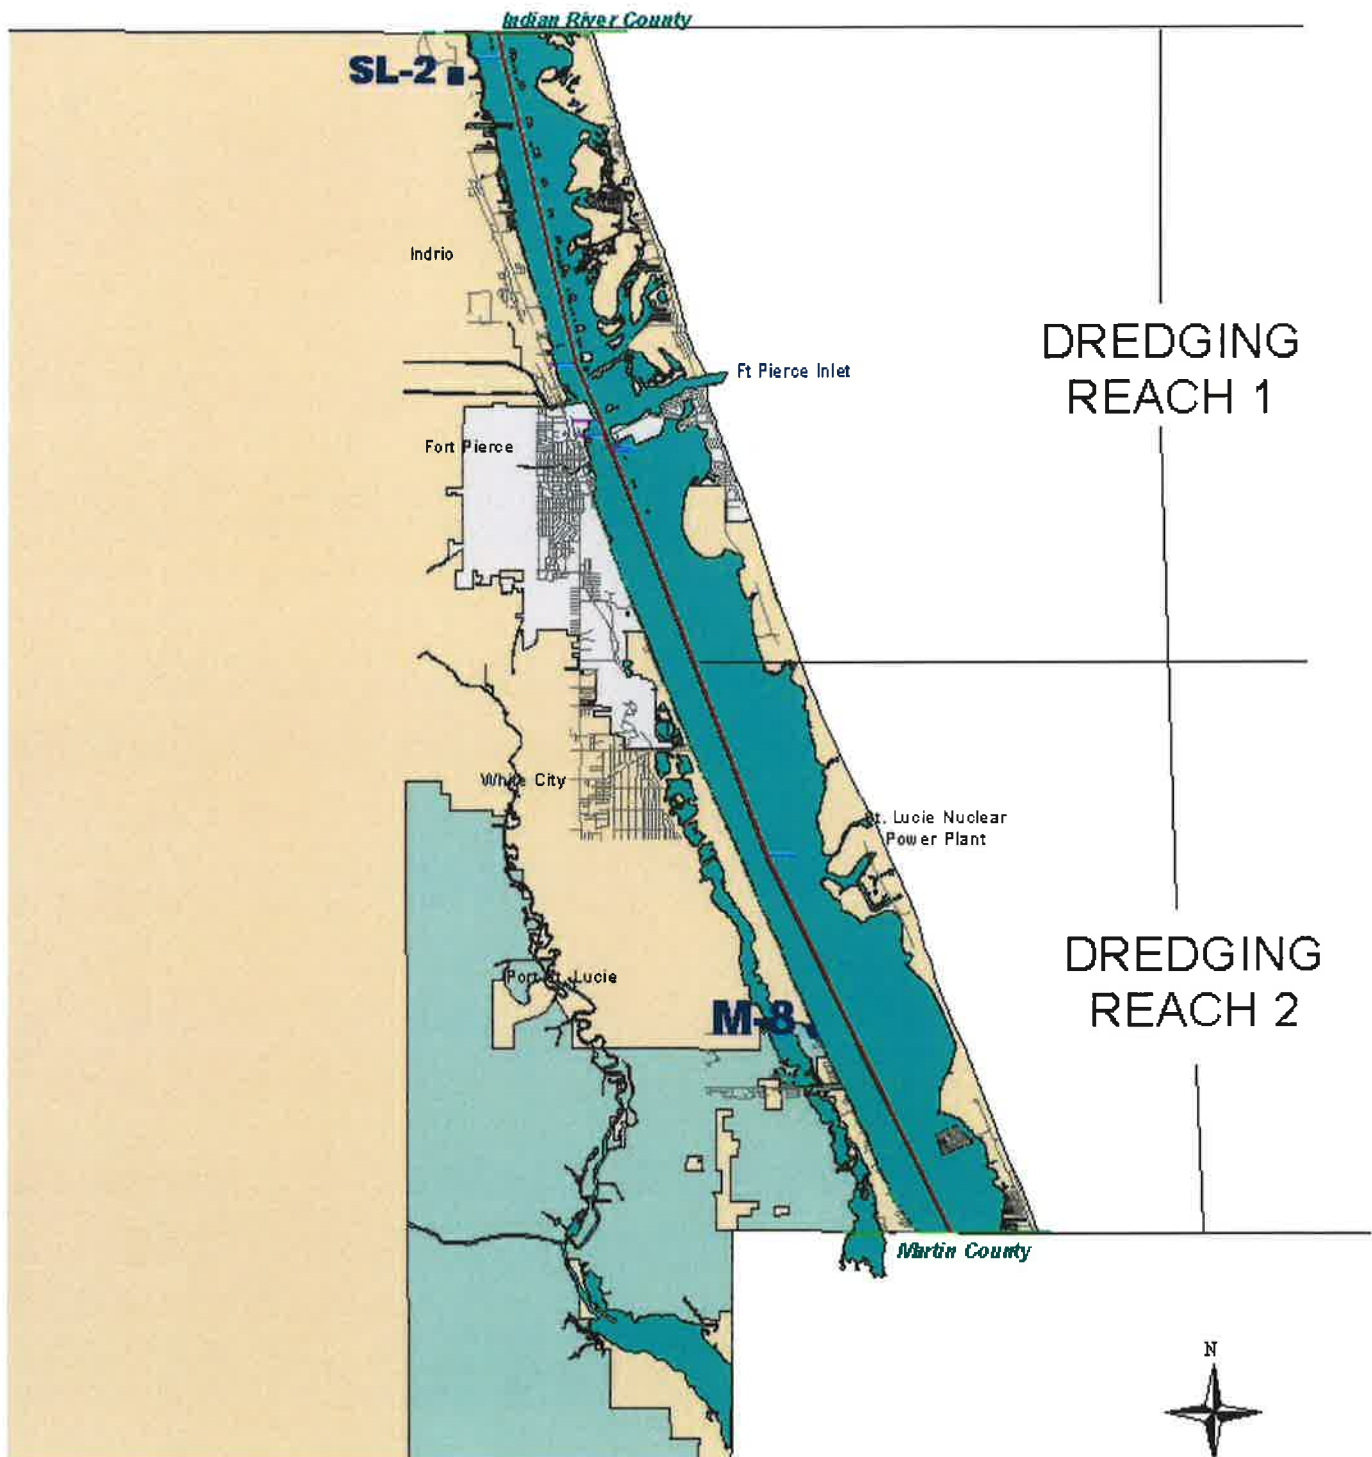 Indian River County
SL-2
Indrio
DREDGING
REACH 1
Ft Pierce Inlet
Fort Pierce
White City
St. Lucie Nuclear
Power Plant
DREDGING
REACH 2
Port St. Lucie
M-8
Martin County
N